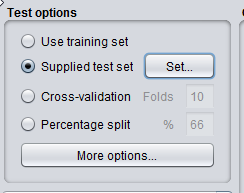 Test options
Use training set
Supplied test set Set...
Cross-validation Folds 10
Percentage split % 66
More options...